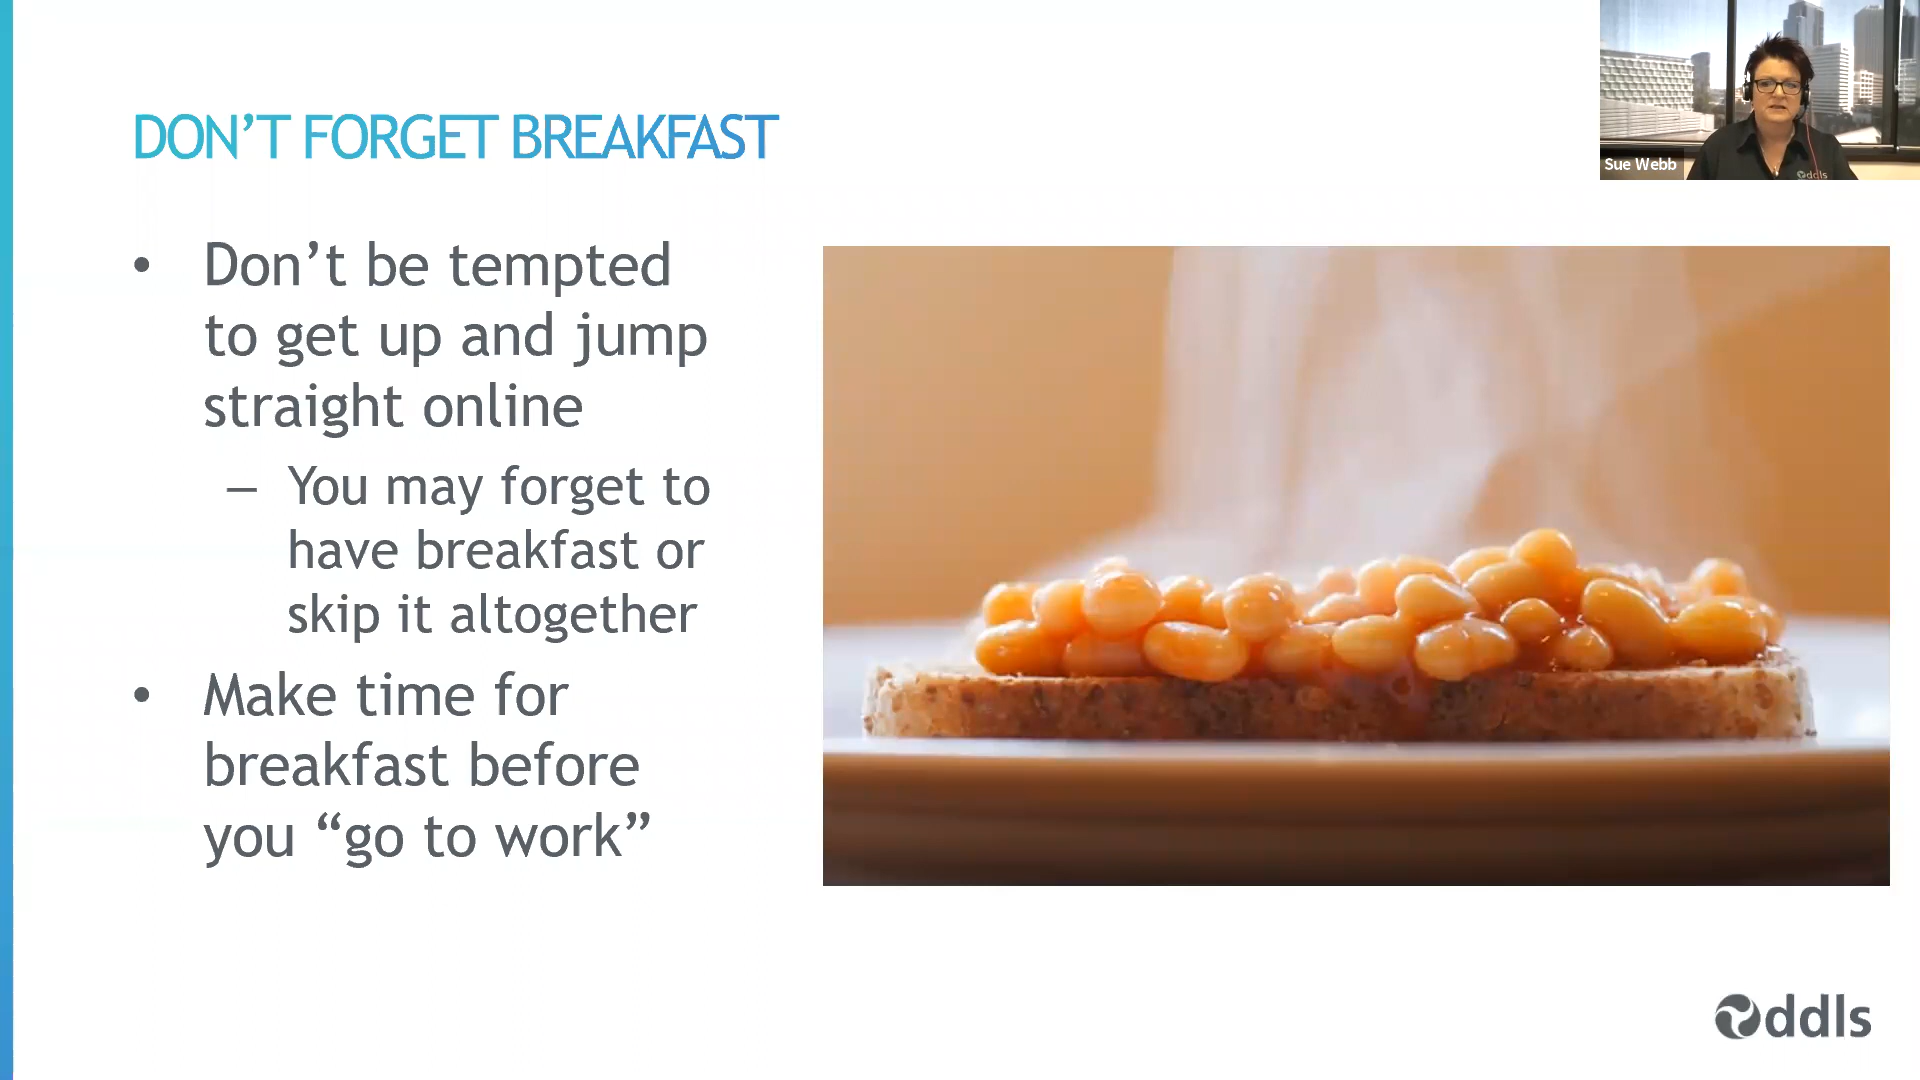 DON’T FORGET BREAKFAST
• Don’t be tempted
to get up and jump
straight online
– You may forget to
have breakfast or
skip it altogether
• Make time for
breakfast before
you “go to work”
Sue Webb
ddls
ddls